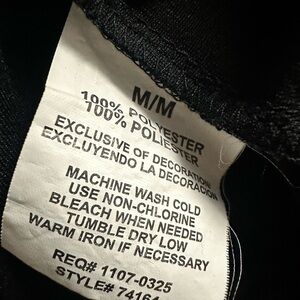 M/M
100% POLYESTER
100% POLIESTER
EXCLUSIVE OF DECORATION
EXCLUYENDO LA DECORACION
MACHINE WASH COLD
USE NON-CHLORINE
BLEACH WHEN NEEDED
TUMBLE DRY LOW
WARM IRON IF NECESSARY
REQ# 1107-0325
STYLE# 74164